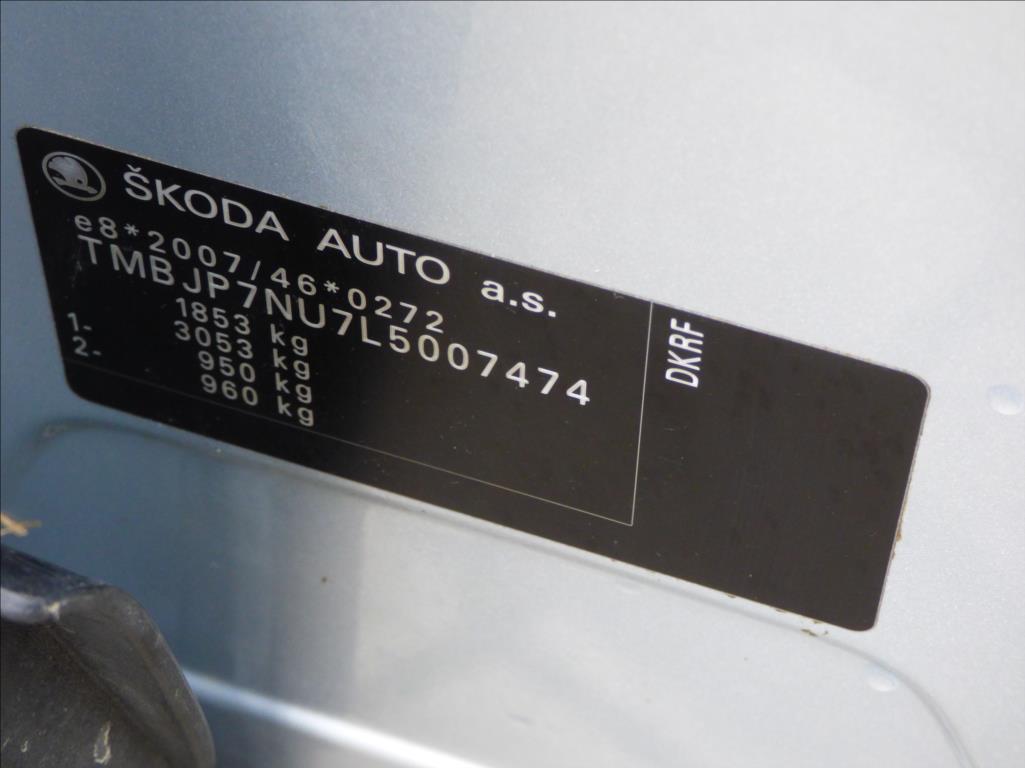 ŠKODA AUTO a.s.
e8*2007/46*0272
TMBJP7NU7L5007474
1853 kg
3053 kg
1- 950 kg
2- 960 kg
DKRF